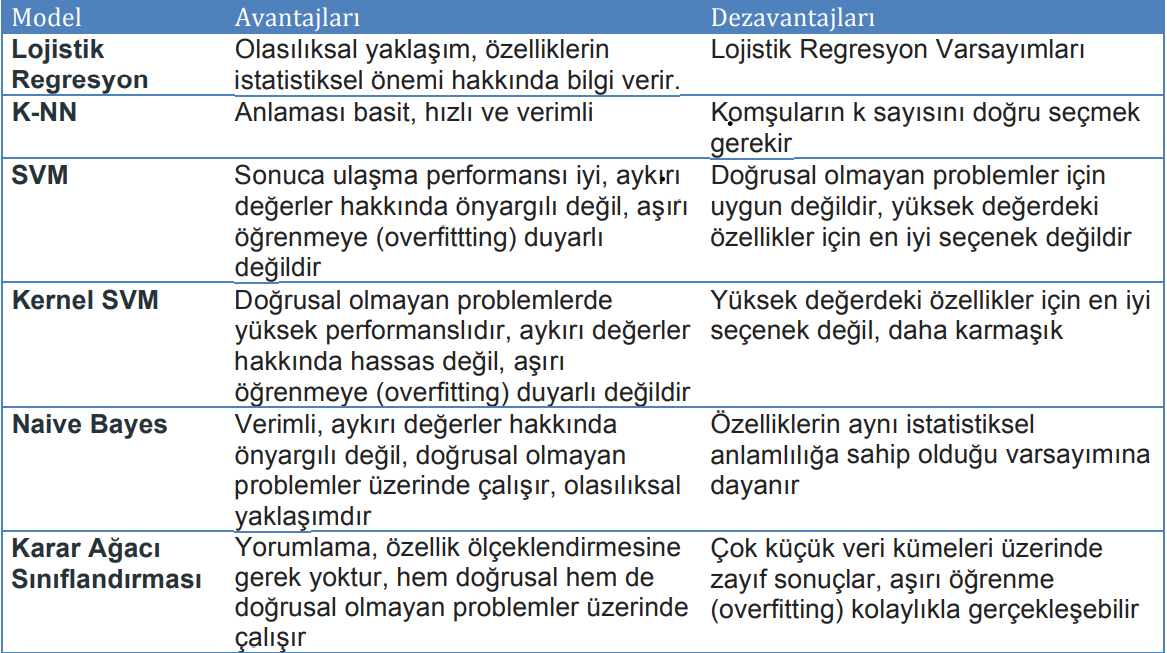 Model Avantajları Dezavantajları
Lojistik Regresyon
Olasılıksal yaklaşım, özelliklerin
istatistiksel önemi hakkında bilgi verir.
Lojistik Regresyon Varsayımları
K-NN
Anlaması basit, hızlı ve verimli
Komşuların k sayısını doğru seçmek
gerekir
SVM
Sonuca ulaşma performansı iyi, aykırı
değerler hakkında önyargılı değil, aşırı
öğrenmeye (overfittting) duyarlı
değildir
Doğrusal olmayan problemler için
uygun değildir, yüksek değerdeki
özellikler için en iyi seçenek değildir
Kernel SVM
Doğrusal olmayan problemlerde
yüksek performanslıdır, aykırı değerler
hakkında hassas değil, aşırı
öğrenmeye (overfitting) duyarlı değildir
Yüksek değerdeki özellikler için en iyi
seçenek değil, daha karmaşık
Naive Bayes
Verimli, aykırı değerler hakkında
önyargılı değil, doğrusal olmayan
problemler üzerinde çalışır, olasılıksal
yaklaşımdır
Özelliklerin aynı istatistiksel
anlamlılığa sahip olduğu varsayımına
dayanır
Karar Ağacı
Sınıflandırması
Yorumlama, özellik ölçeklendirmesine
gerek yoktur, hem doğrusal hem de
doğrusal olmayan problemler üzerinde
çalışır
Çok küçük veri kümeleri üzerinde
zayıf sonuçlar, aşırı öğrenme
(overfitting) kolaylıkla gerçekleşebilir